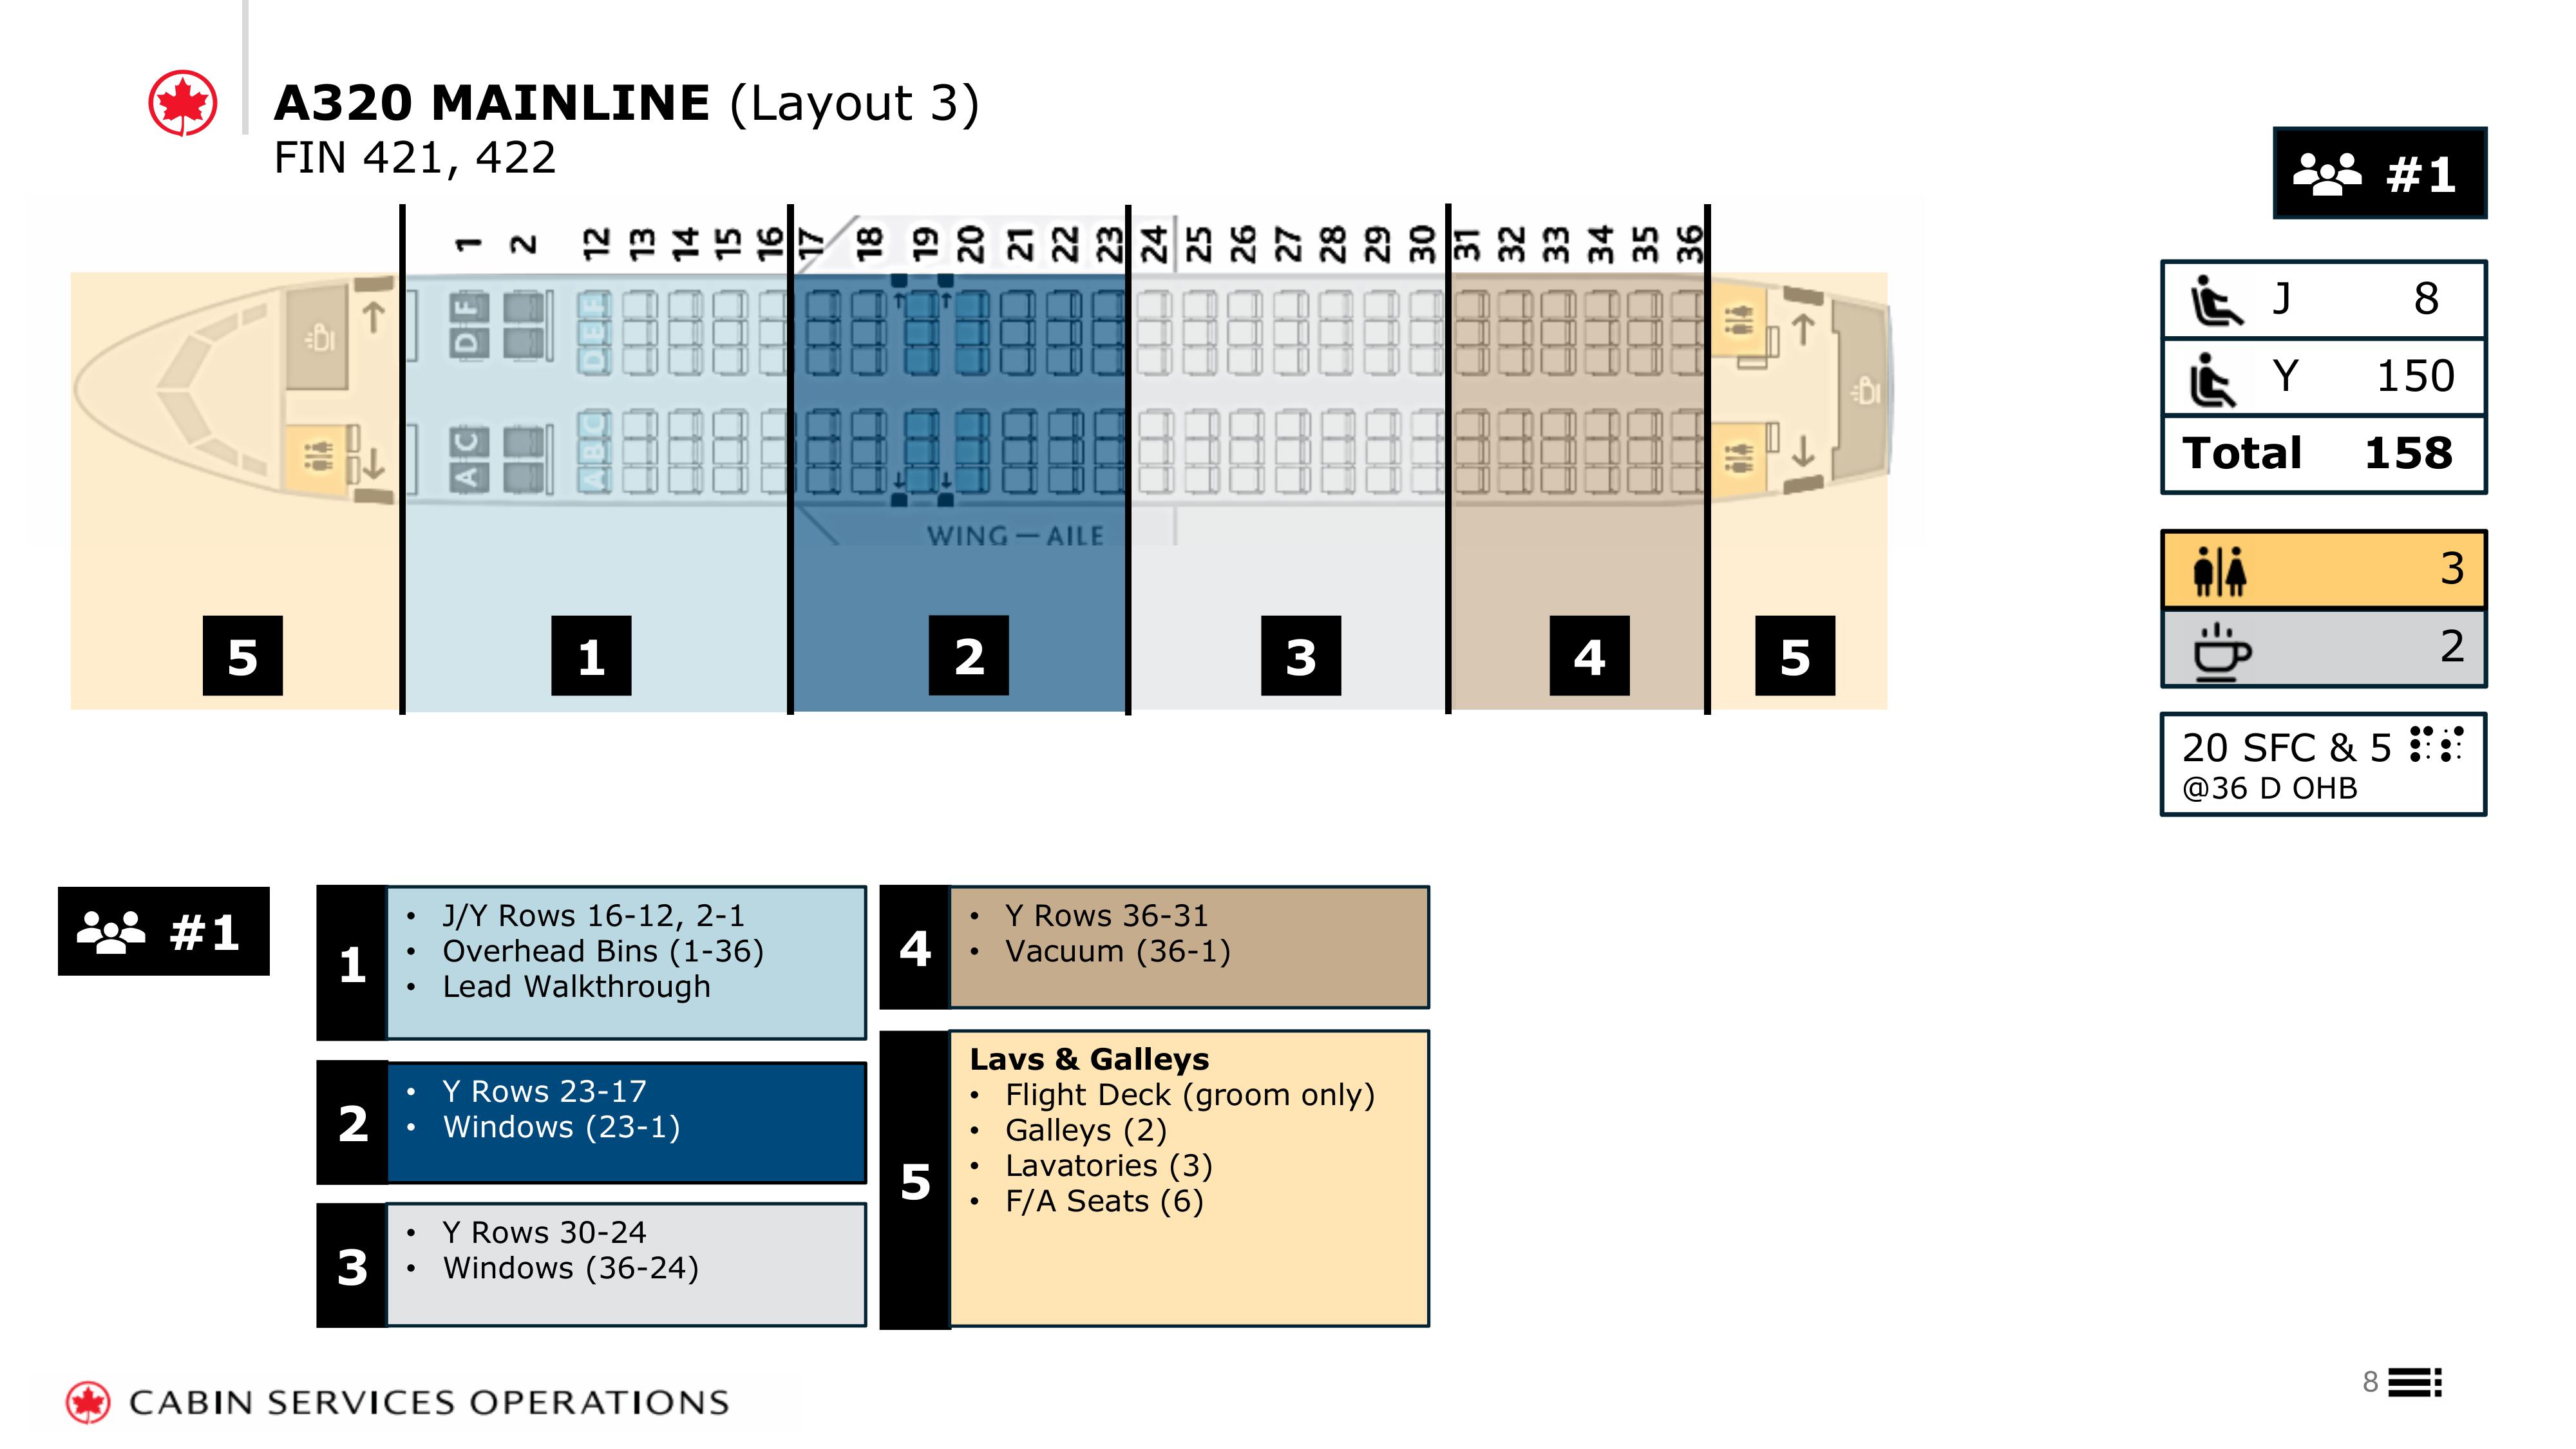 A320 MAINLINE (Layout 3)
FIN 421, 422
#1
1 2 12 13 14 15 16 17 18 19 20 21 22 23 24 25 26 27 28 29 30 31 32 33 34 35 36
D F
D E F
A C
A B C
WING — AILE
5 1 2 3 4 5
J 8
Y 150
Total 158
3
2
20 SFC & 5 ⠗⠎
@36 D OHB
#1
1
• J/Y Rows 16-12, 2-1
• Overhead Bins (1-36)
• Lead Walkthrough
2
• Y Rows 23-17
• Windows (23-1)
3
• Y Rows 30-24
• Windows (36-24)
4
• Y Rows 36-31
• Vacuum (36-1)
5
Lavs & Galleys
• Flight Deck (groom only)
• Galleys (2)
• Lavatories (3)
• F/A Seats (6)
CABIN SERVICES OPERATIONS
8